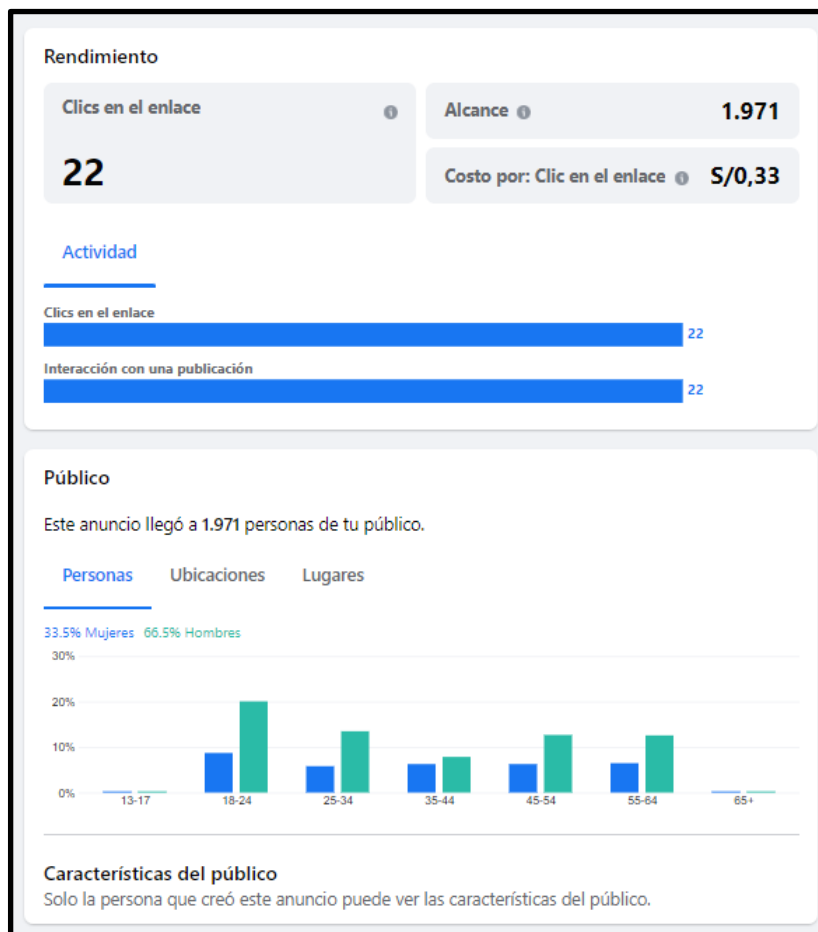 Rendimiento
Clics en el enlace
22
Alcance 1.971
Costo por: Clic en el enlace S/0,33
Actividad
Clics en el enlace
22
Interacción con una publicación
22
Público
Este anuncio llegó a 1.971 personas de tu público.
Personas Ubicaciones Lugares
33.5% Mujeres 66.5% Hombres
30%
20%
10%
0%
13-17 18-24 25-34 35-44 45-54 55-64 65+
Características del público
Solo la persona que creó este anuncio puede ver las características del público.